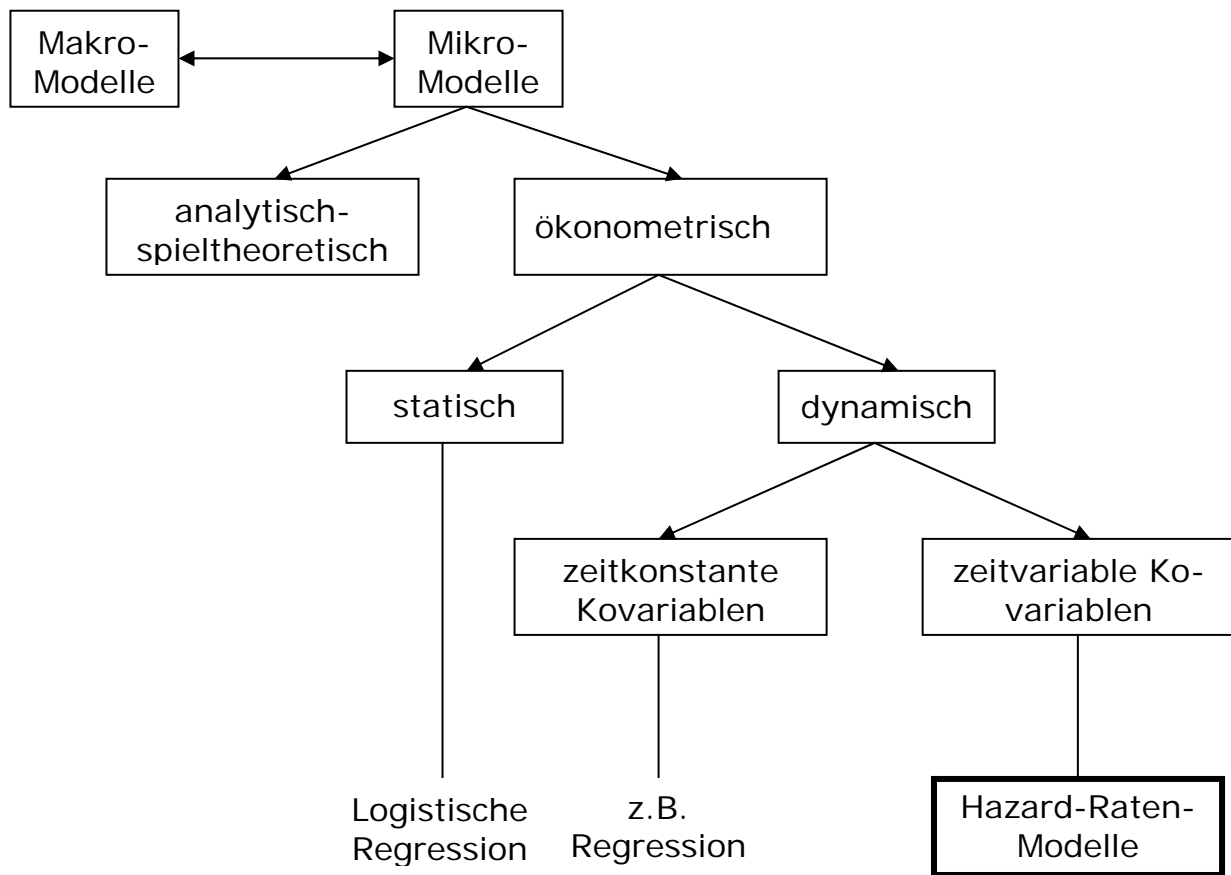 Makro-
Modelle
Mikro-
Modelle
analytisch-
spieltheoretisch
ökonometrisch
statisch
dynamisch
zeitkonstante
Kovariablen
zeitvariable Ko-
variablen
Logistische
Regression
z.B.
Regression
Hazard-Raten-
Modelle